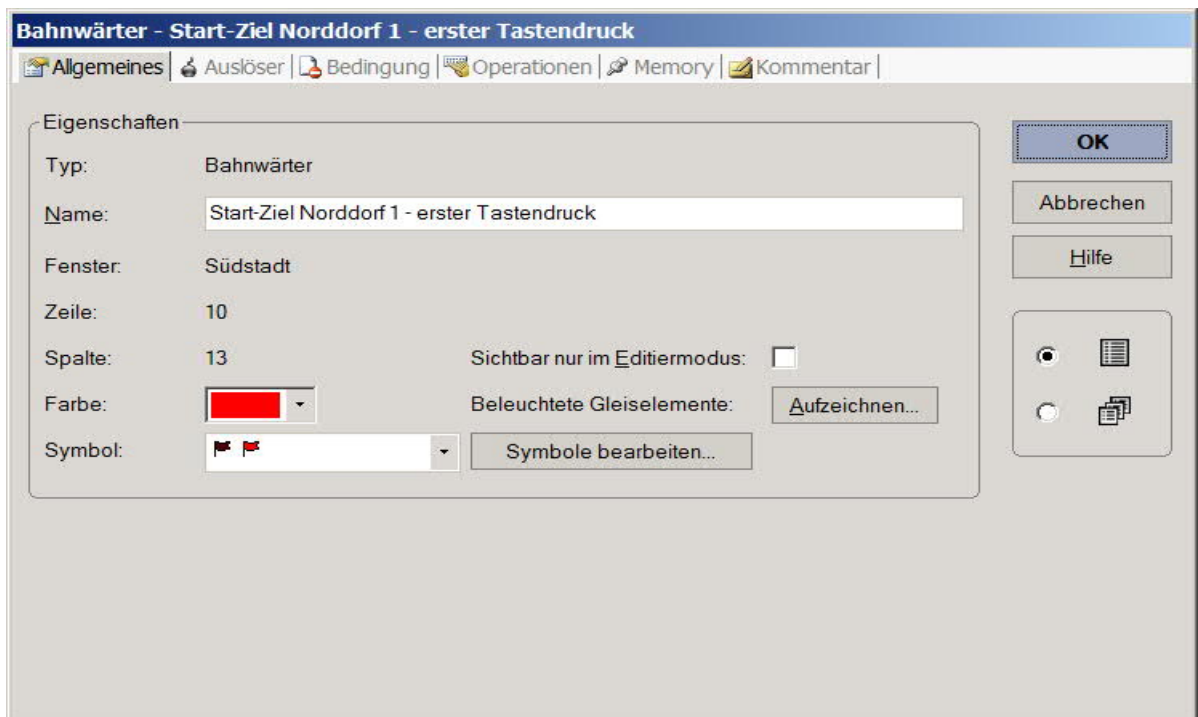 Bahnwärter - Start-Ziel Norddorf 1 - erster Tastendruck
Allgemeines Auslöser Bedingung Operationen Memory Kommentar
Eigenschaften
OK
Typ: Bahnwärter
Abbrechen
Name: Start-Ziel Norddorf 1 - erster Tastendruck
Hilfe
Fenster: Südstadt
Zeile: 10
Spalte: 13 Sichtbar nur im Editiermodus:
Farbe: Beleuchtete Gleiselemente: Aufzeichnen...
Symbol: Symbole bearbeiten...